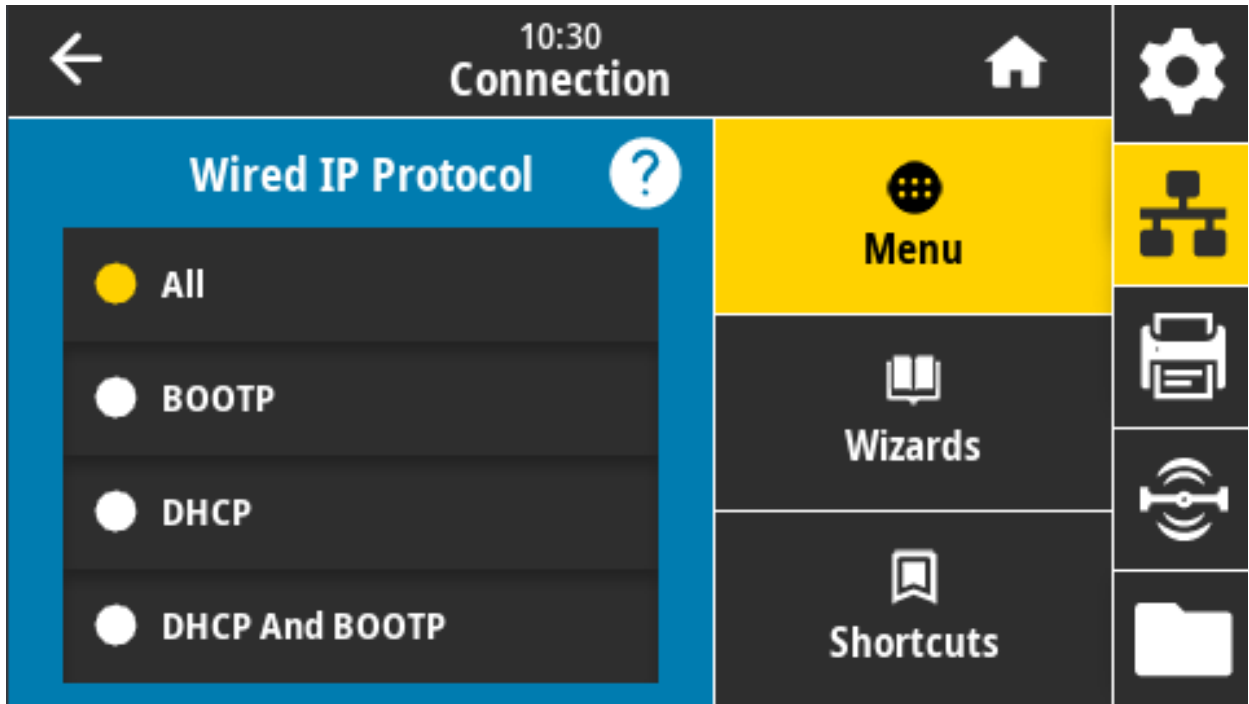 10:30
Connection
Wired IP Protocol
?
All
BOOTP
DHCP
DHCP And BOOTP
Menu
Wizards
Shortcuts